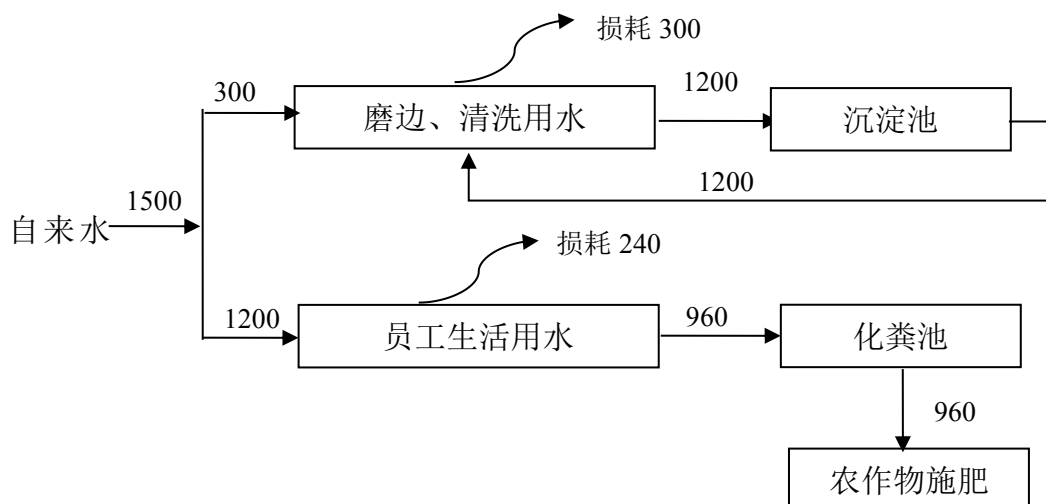 损耗 300
300
磨边、清洗用水
1200
沉淀池
1200
1500
自来水
损耗 240
1200
员工生活用水
960
化粪池
960
农作物施肥